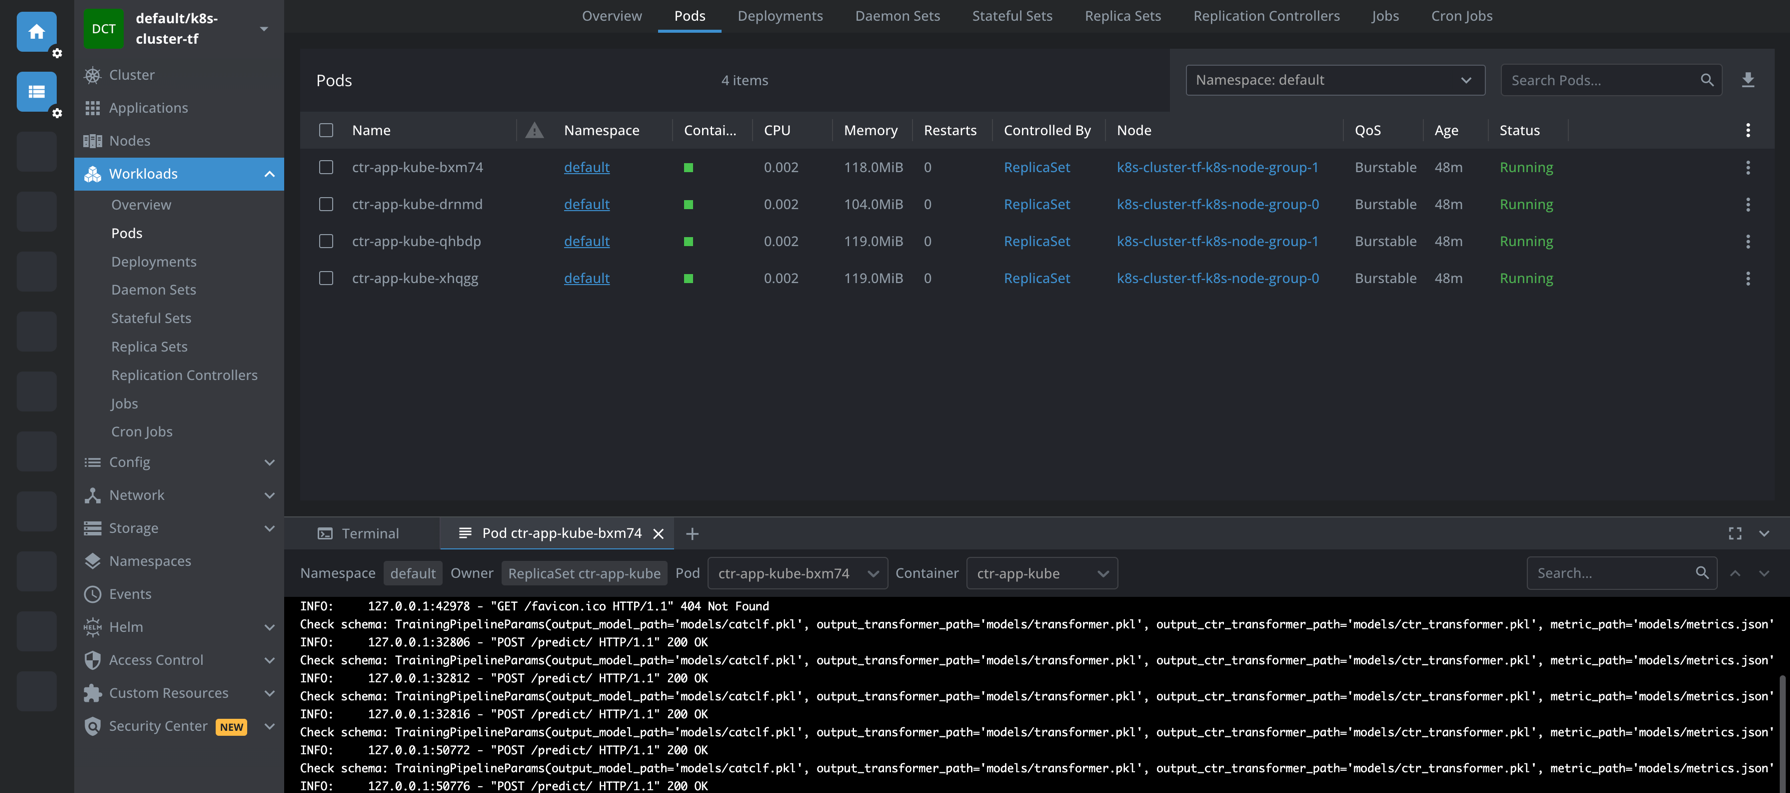 DCT
default/k8s-
cluster-tf
Cluster
Applications
Nodes
Workloads
Overview
Pods
Deployments
Daemon Sets
Stateful Sets
Replica Sets
Replication Controllers
Jobs
Cron Jobs
Config
Network
Storage
Namespaces
Events
HELM Helm
Access Control
Custom Resources
Security Center NEW
Overview Pods Deployments Daemon Sets Stateful Sets Replica Sets Replication Controllers Jobs Cron Jobs
Pods 4 items Namespace: default Search Pods...
Name Namespace Contai... CPU Memory Restarts Controlled By Node QoS Age Status
ctr-app-kube-bxm74 default 0.002 118.0MiB 0 ReplicaSet k8s-cluster-tf-k8s-node-group-1 Burstable 48m Running
ctr-app-kube-drnmd default 0.002 104.0MiB 0 ReplicaSet k8s-cluster-tf-k8s-node-group-0 Burstable 48m Running
ctr-app-kube-qhbdp default 0.002 119.0MiB 0 ReplicaSet k8s-cluster-tf-k8s-node-group-1 Burstable 48m Running
ctr-app-kube-xhqgg default 0.002 119.0MiB 0 ReplicaSet k8s-cluster-tf-k8s-node-group-0 Burstable 48m Running
Terminal Pod ctr-app-kube-bxm74
Namespace default Owner ReplicaSet ctr-app-kube Pod ctr-app-kube-bxm74 Container ctr-app-kube Search...
INFO: 127.0.0.1:42978 - "GET /favicon.ico HTTP/1.1" 404 Not Found
Check schema: TrainingPipelineParams(output_model_path='models/catclf.pkl', output_transformer_path='models/transformer.pkl', output_ctr_transformer_path='models/ctr_transformer.pkl', metric_path='models/metrics.json'
INFO: 127.0.0.1:32806 - "POST /predict/ HTTP/1.1" 200 OK
Check schema: TrainingPipelineParams(output_model_path='models/catclf.pkl', output_transformer_path='models/transformer.pkl', output_ctr_transformer_path='models/ctr_transformer.pkl', metric_path='models/metrics.json'
INFO: 127.0.0.1:32812 - "POST /predict/ HTTP/1.1" 200 OK
Check schema: TrainingPipelineParams(output_model_path='models/catclf.pkl', output_transformer_path='models/transformer.pkl', output_ctr_transformer_path='models/ctr_transformer.pkl', metric_path='models/metrics.json'
INFO: 127.0.0.1:32816 - "POST /predict/ HTTP/1.1" 200 OK
Check schema: TrainingPipelineParams(output_model_path='models/catclf.pkl', output_transformer_path='models/transformer.pkl', output_ctr_transformer_path='models/ctr_transformer.pkl', metric_path='models/metrics.json'
INFO: 127.0.0.1:50772 - "POST /predict/ HTTP/1.1" 200 OK
Check schema: TrainingPipelineParams(output_model_path='models/catclf.pkl', output_transformer_path='models/transformer.pkl', output_ctr_transformer_path='models/ctr_transformer.pkl', metric_path='models/metrics.json'
INFO: 127.0.0.1:50776 - "POST /predict/ HTTP/1.1" 200 OK